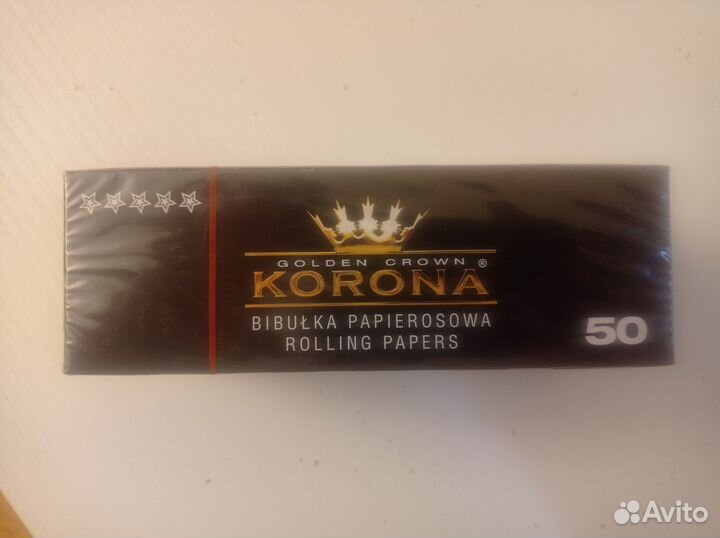 GOLDEN CROWN
KORONA ®
BIBUŁKA PAPIEROSOWA
ROLLING PAPERS
50
Avito